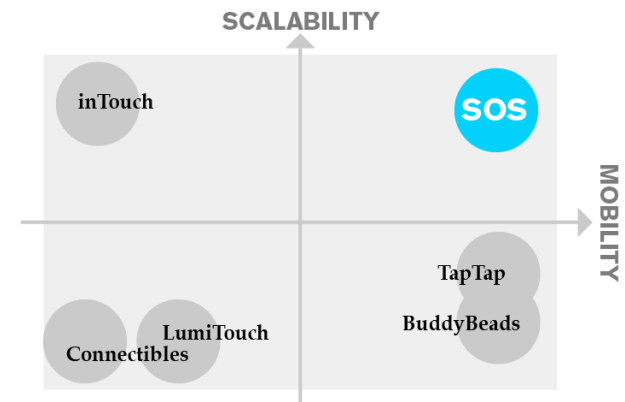 SCALABILITY
inTouch
SOS
MOBILITY
TapTap
BuddyBeads
LumiTouch
Connectibles